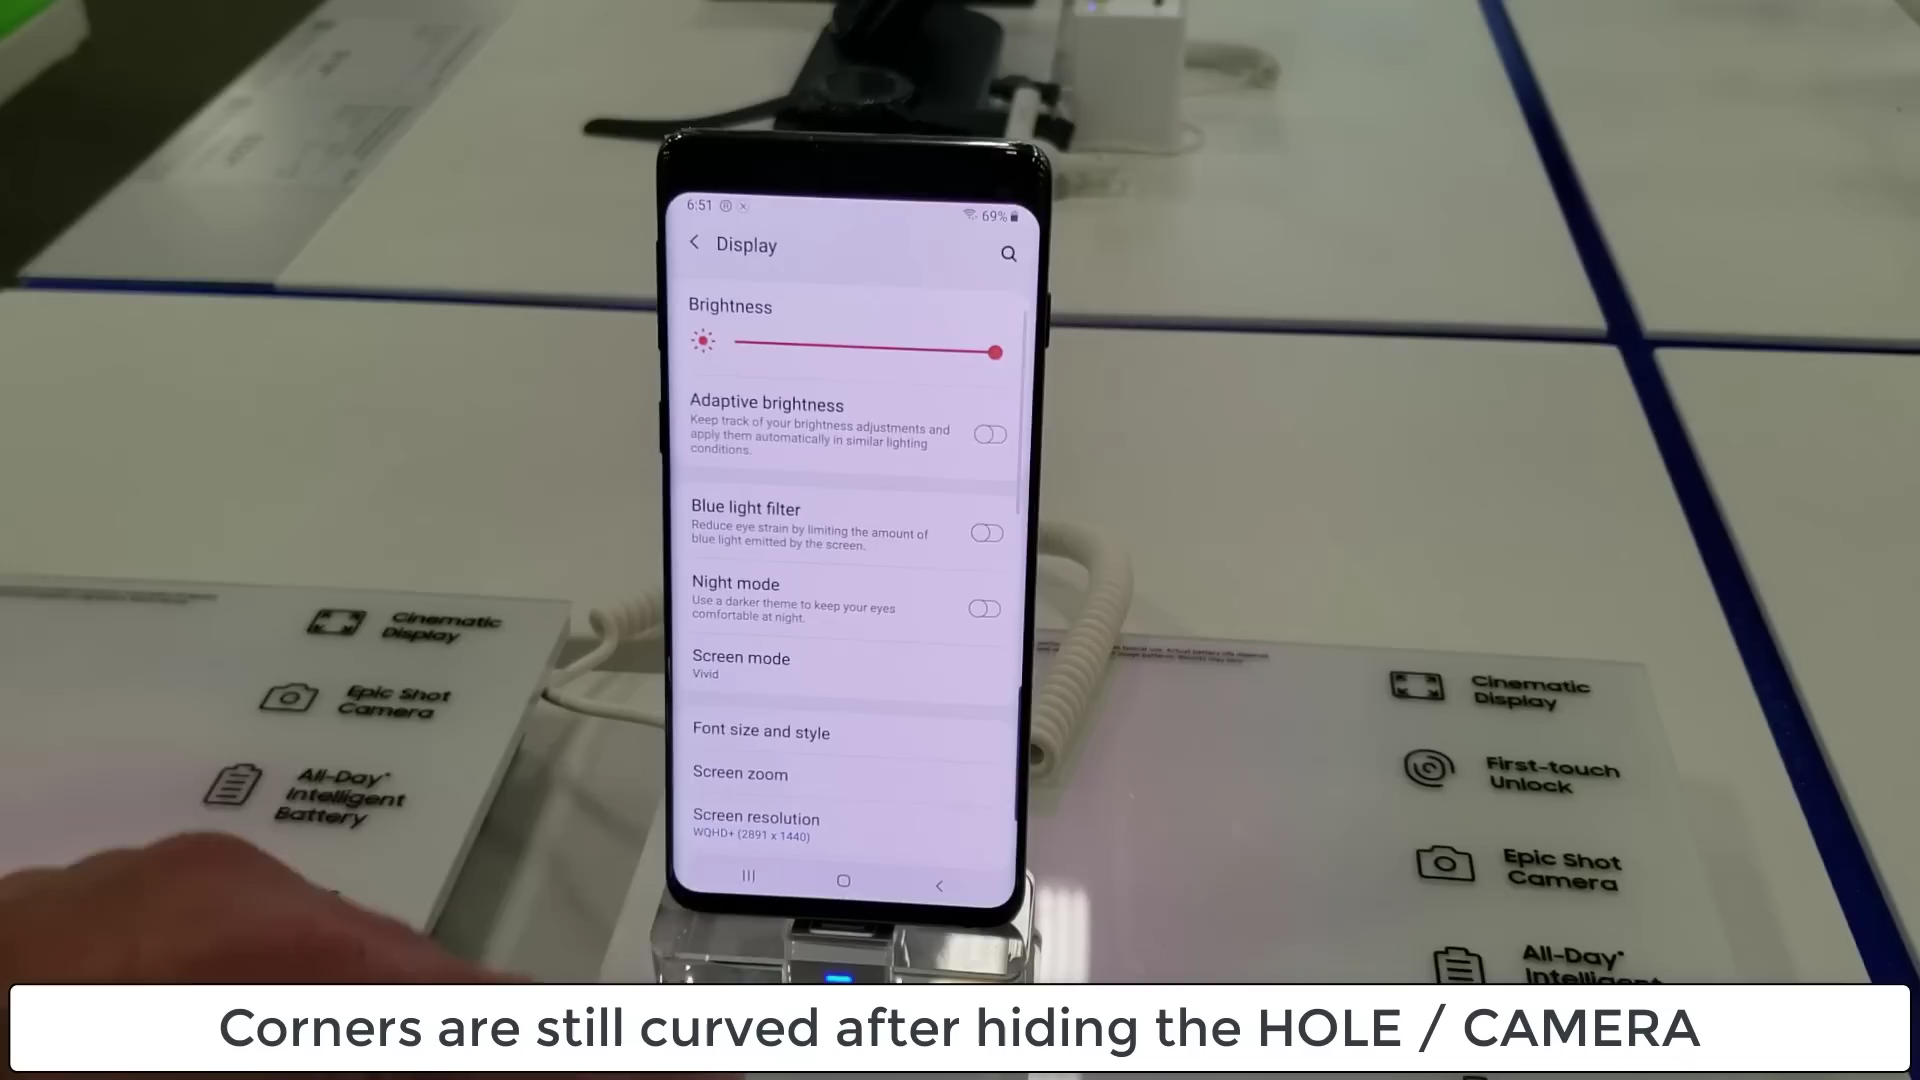 6:51
69%
Display
Brightness
Adaptive brightness
Keep track of your brightness adjustments and
apply them automatically in similar lighting
conditions.
Blue light filter
Reduce eye strain by limiting the amount of
blue light emitted by the screen.
Night mode
Use a darker theme to keep your eyes
comfortable at night.
Screen mode
Vivid
Font size and style
Screen zoom
Screen resolution
WQHD+ (2891 x 1440)
Cinematic
Display
Epic Shot
Camera
All-Day*
Intelligent
Battery
Cinematic
Display
First-touch
Unlock
Epic Shot
Camera
All-Day*
Intelligent
Corners are still curved after hiding the HOLE / CAMERA